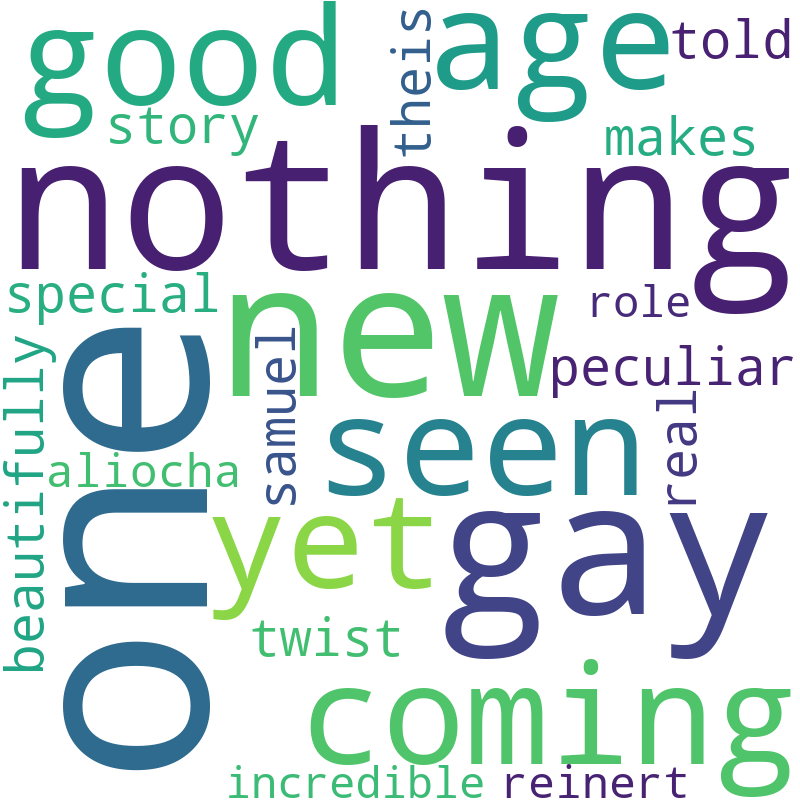 good
age
told
theis
story
makes
nothing
special
new
role
one
samuel
peculiar
beautifully
real
seen
aliocha
yet
gay
twist
coming
incredible
reinert